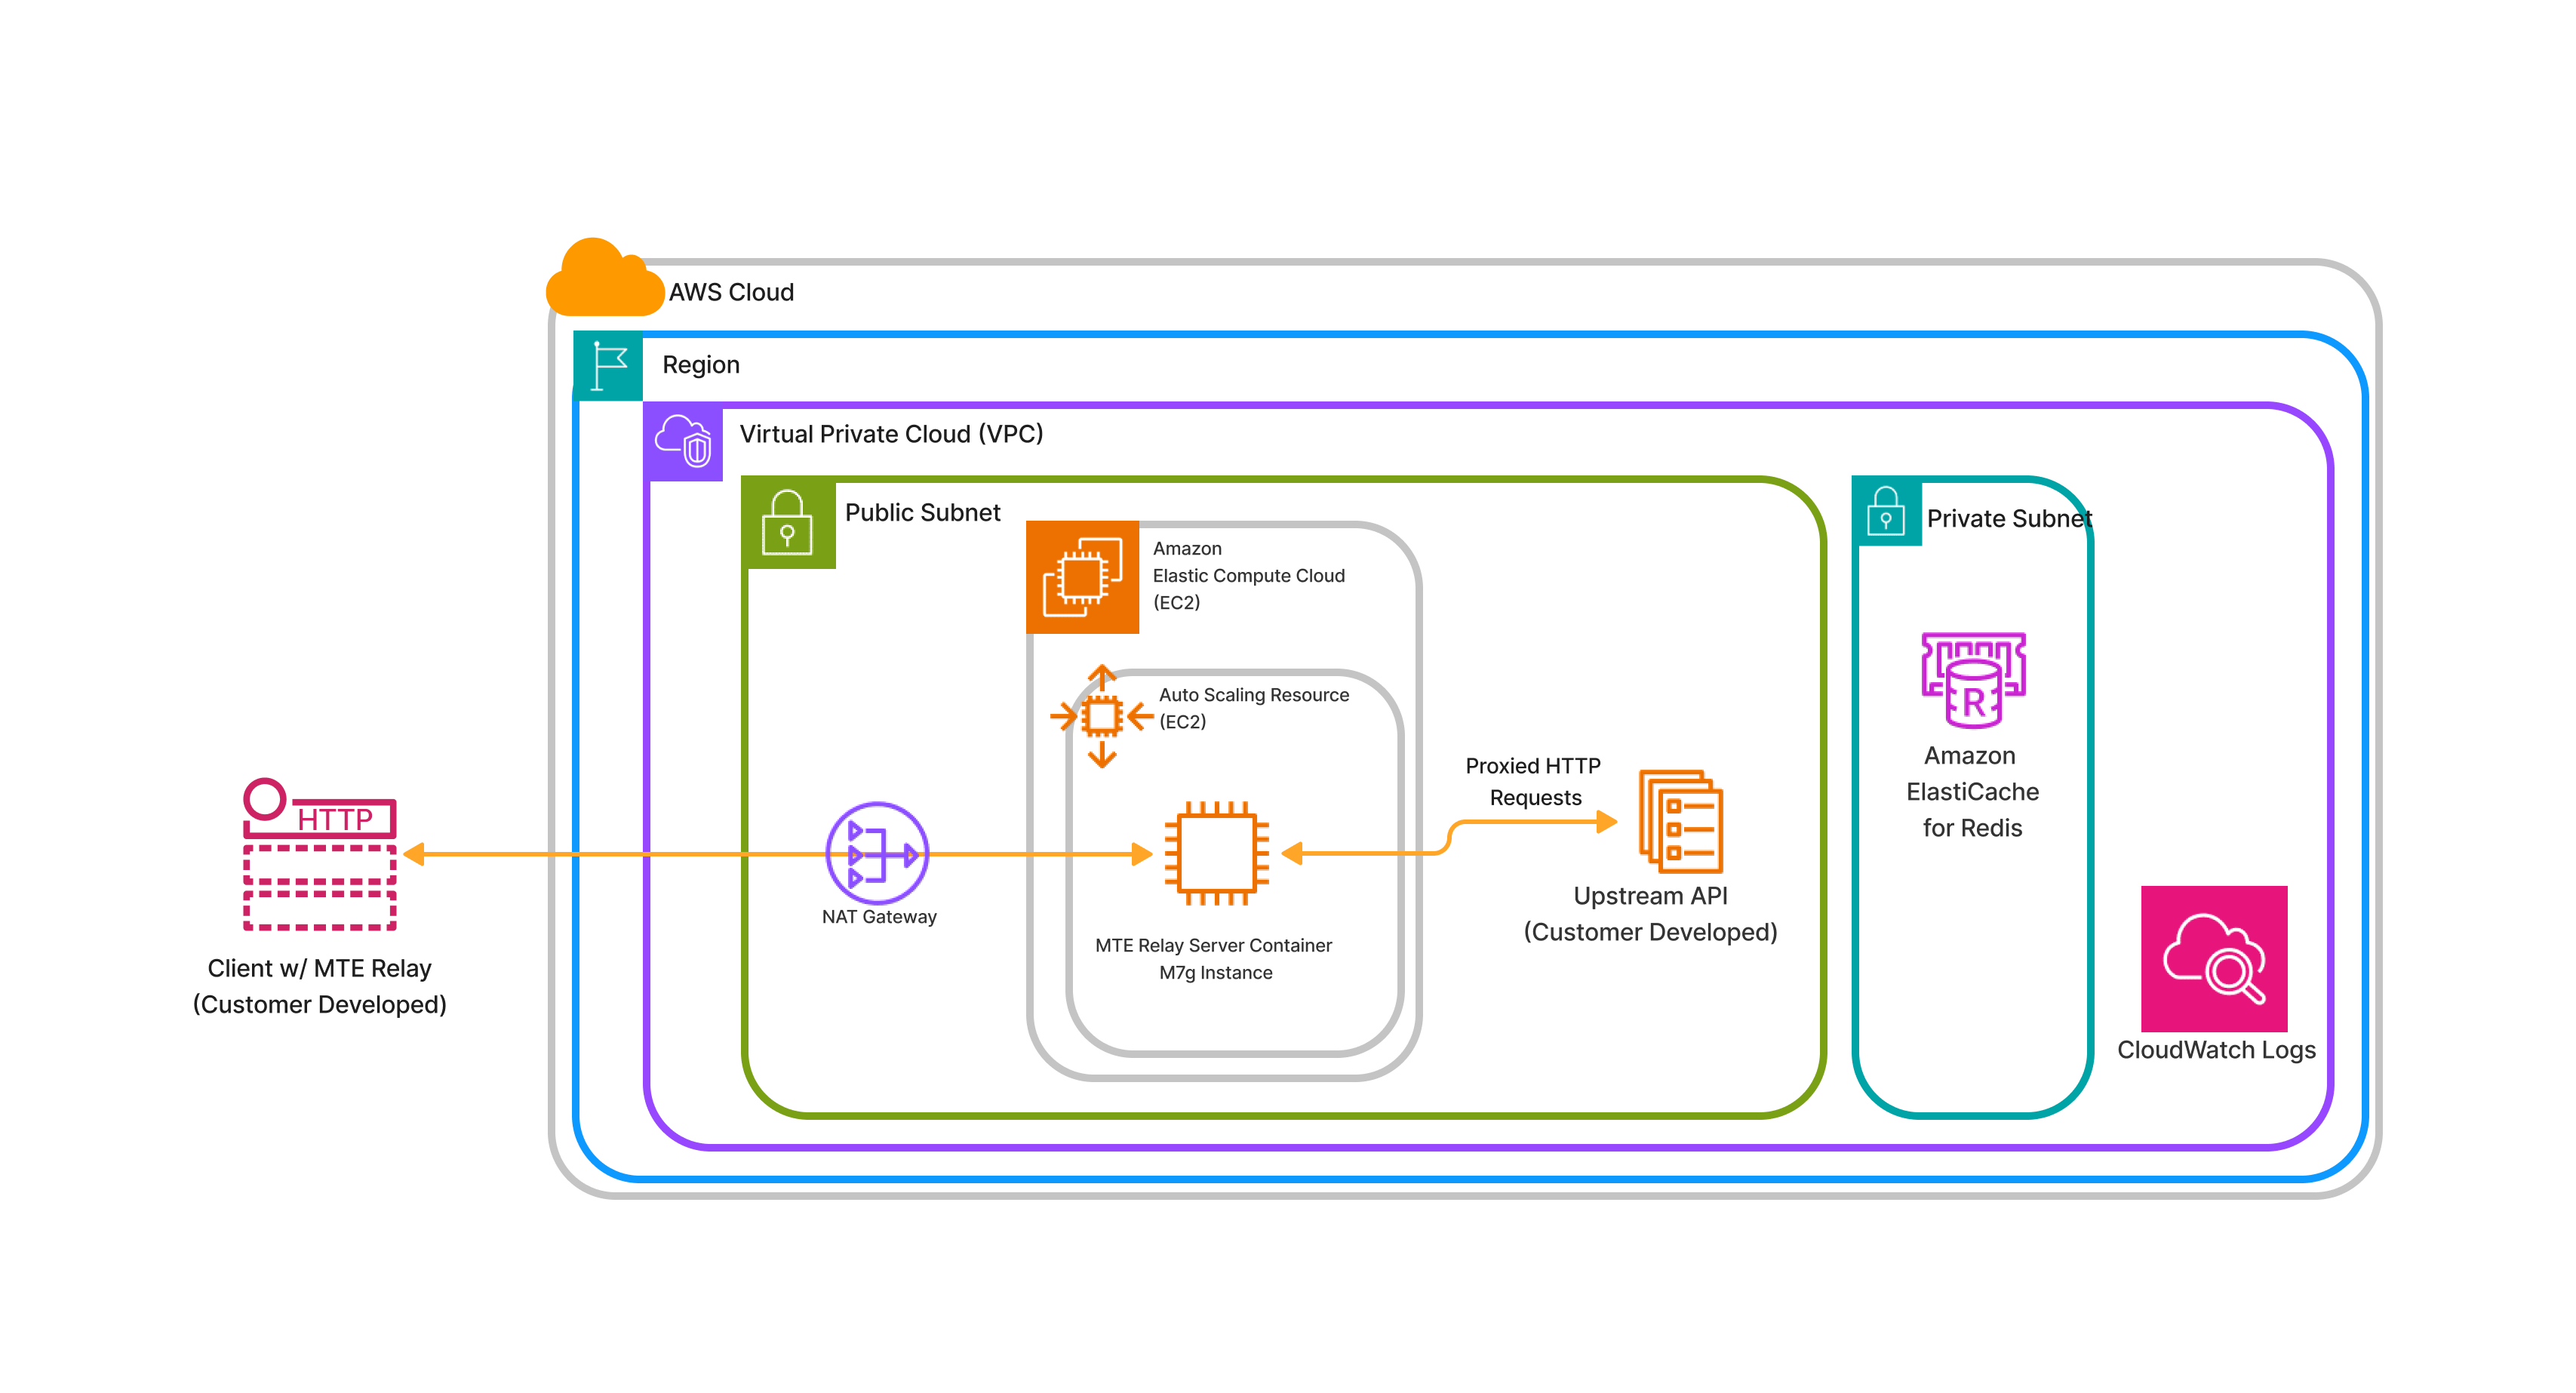 AWS Cloud
Region
Virtual Private Cloud (VPC)
Public Subnet
Private Subnet
Amazon
Elastic Compute Cloud
(EC2)
Auto Scaling Resource
(EC2)
HTTP
Client w/ MTE Relay
(Customer Developed)
NAT Gateway
MTE Relay Server Container
M7g Instance
Proxied HTTP
Requests
Upstream API
(Customer Developed)
R
Amazon
ElastiCache
for Redis
CloudWatch Logs